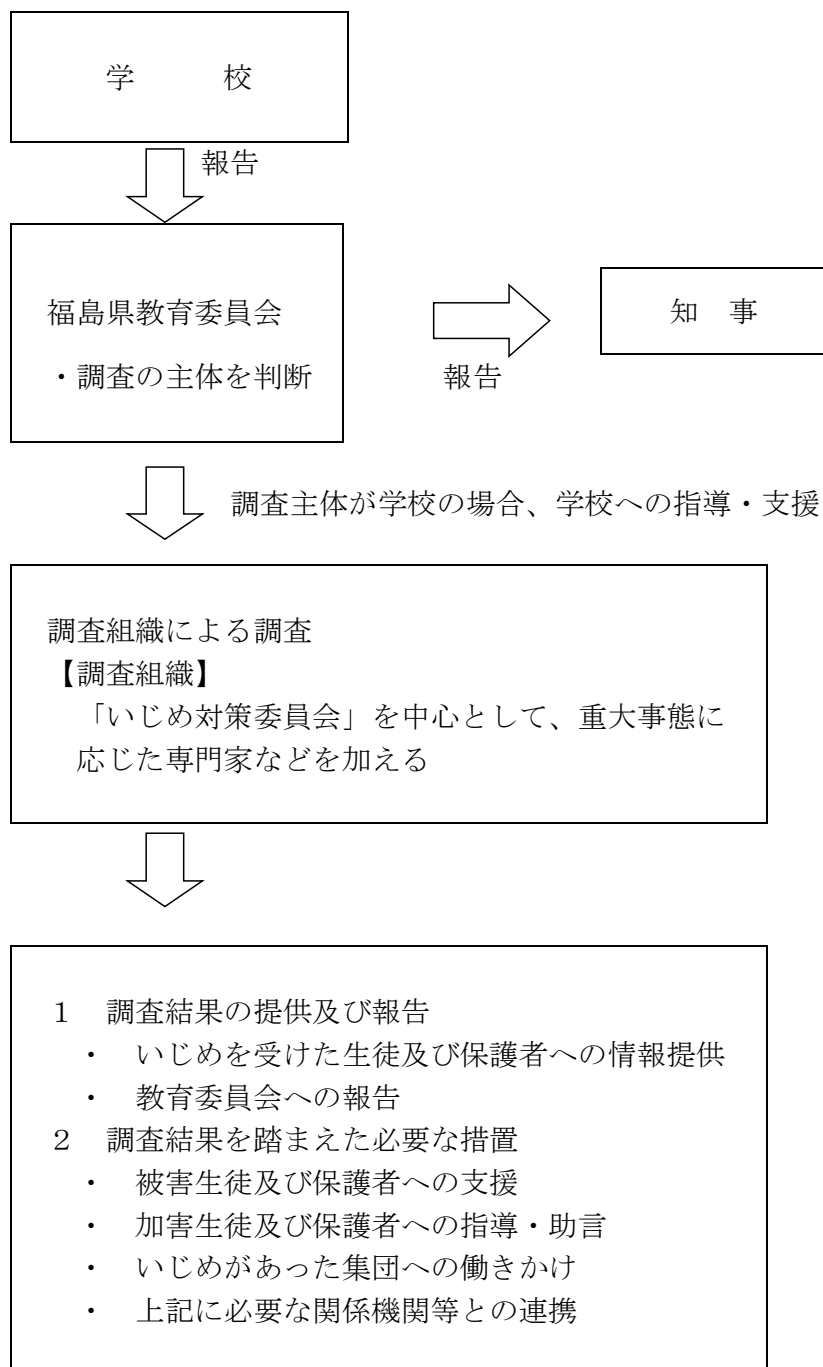 学　　校
報告
福島県教育委員会
・調査の主体を判断
報告
知　事
調査主体が学校の場合、学校への指導・支援
調査組織による調査
【調査組織】
「いじめ対策委員会」を中心として、重大事態に
応じた専門家などを加える
１　調査結果の提供及び報告
・　いじめを受けた生徒及び保護者への情報提供
・　教育委員会への報告
２　調査結果を踏まえた必要な措置
・　被害生徒及び保護者への支援
・　加害生徒及び保護者への指導・助言
・　いじめがあった集団への働きかけ
・　上記に必要な関係機関等との連携